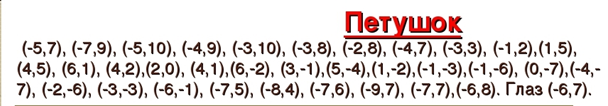 Петушок
(-5,7), (-7,9), (-5,10), (-4,9), (-3,10), (-3,8), (-2,8), (-4,7), (-3,3), (-1,2),(1,5),
(4,5), (6,1), (4,2),(2,0), (4,1),(6,-2), (3,-1),(5,-4),(1,-2),(-1,-3),(-1,-6), (0,-7),(-4,-
7), (-2,-6), (-3,-3), (-6,-1), (-7,5), (-8,4), (-7,6), (-9,7), (-7,7),(-6,8). Глаз (-6,7).